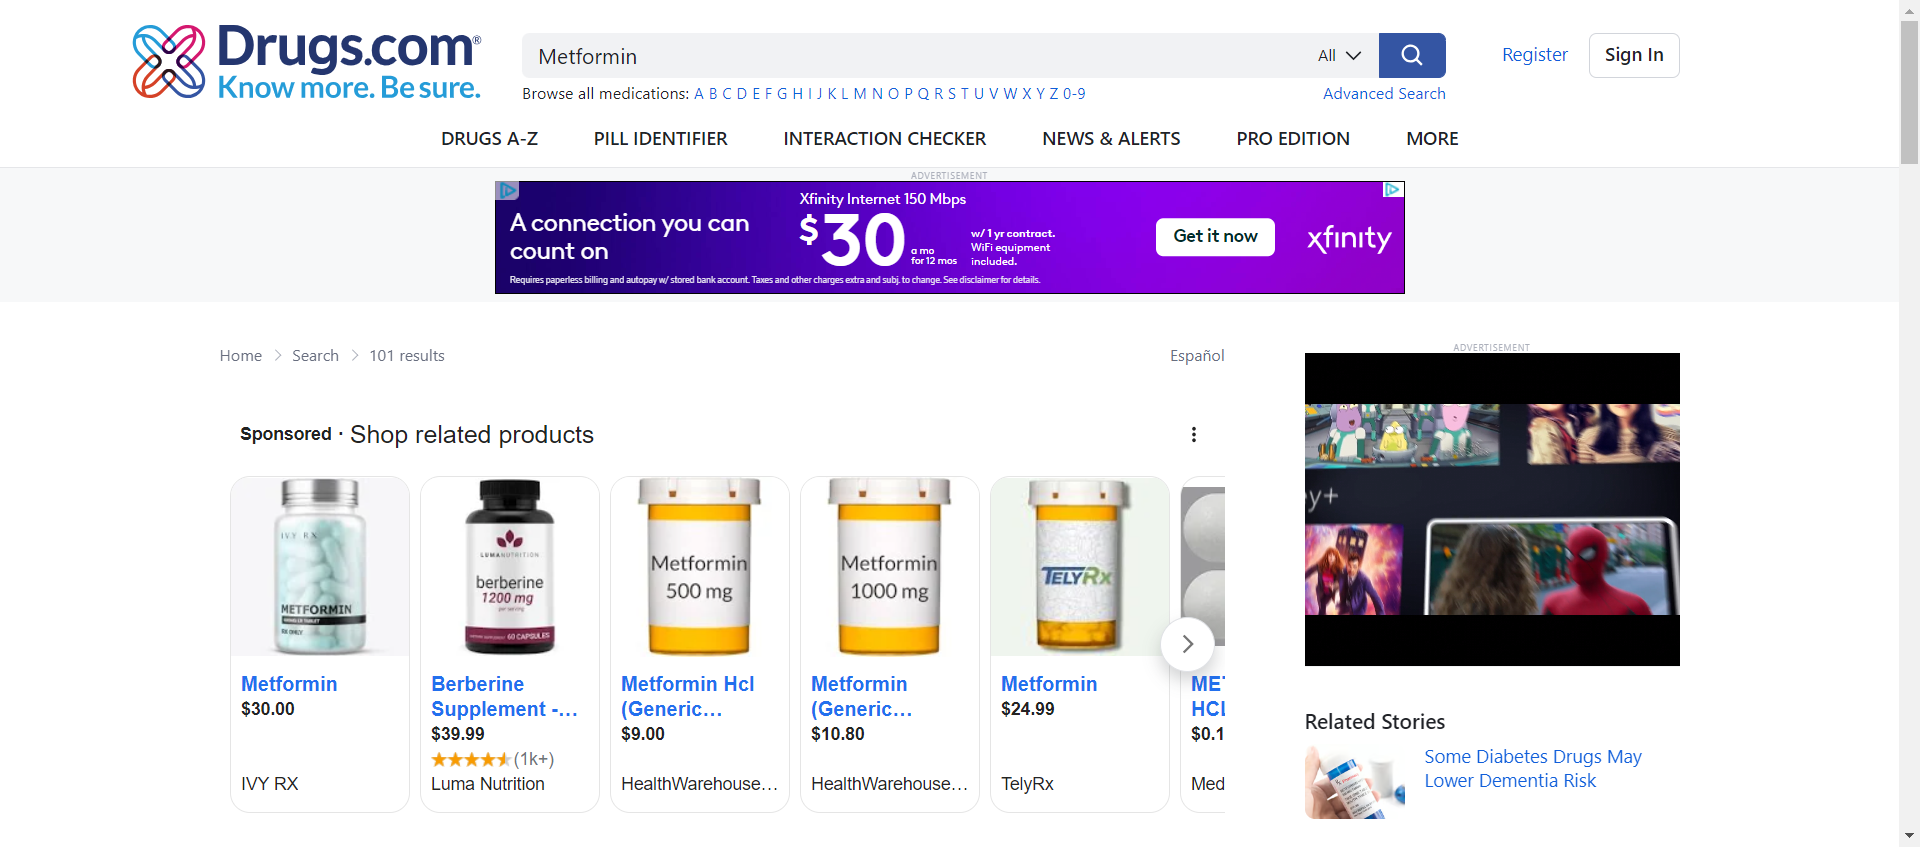 Drugs.com®
Know more. Be sure.
Metformin
All
Register
Sign In
Browse all medications: A B C D E F G H I J K L M N O P Q R S T U V W X Y Z 0-9
Advanced Search
DRUGS A-Z
PILL IDENTIFIER
INTERACTION CHECKER
NEWS & ALERTS
PRO EDITION
MORE
ADVERTISEMENT
A connection you can
count on
Xfinity Internet 150 Mbps
$30
a mo
for 12 mos
w/ 1 yr contract.
WiFi equipment
included.
Get it now
xfinity
Requires paperless billing and autopay w/ stored bank account. Taxes and other charges extra and subj. to change. See disclaimer for details.
Home
Search
101 results
Español
ADVERTISEMENT
y+
Sponsored · Shop related products
IVY RX
METFORMIN
RX ONLY
Metformin
$30.00
IVY RX
LUMANUTRITION
berberine
1200 mg
per serving
60 CAPSULES
Berberine
Supplement -...
$39.99
(1k+)
Luma Nutrition
Metformin
500 mg
Metformin Hcl
(Generic...
$9.00
HealthWarehouse...
Metformin
1000 mg
Metformin
(Generic...
$10.80
HealthWarehouse...
TELYRx
Metformin
$24.99
TelyRx
MET
HCL
$0.1
Med
Related Stories
Some Diabetes Drugs May
Lower Dementia Risk